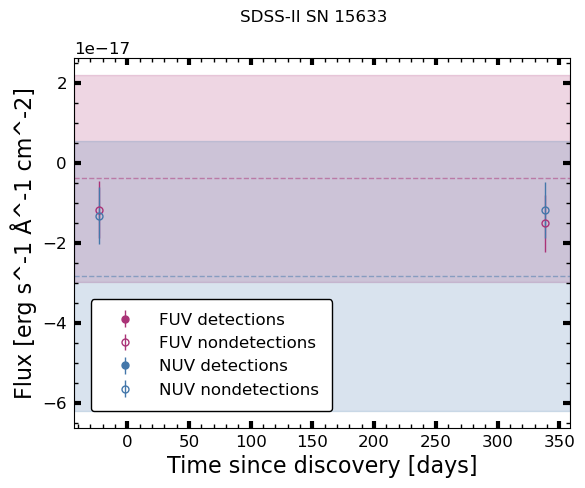 SDSS-II SN 15633
1e−17
2
0
−2
−4
−6
Flux [erg s^-1 Å^-1 cm^-2]
FUV detections
FUV nondetections
NUV detections
NUV nondetections
0 50 100 150 200 250 300 350
Time since discovery [days]